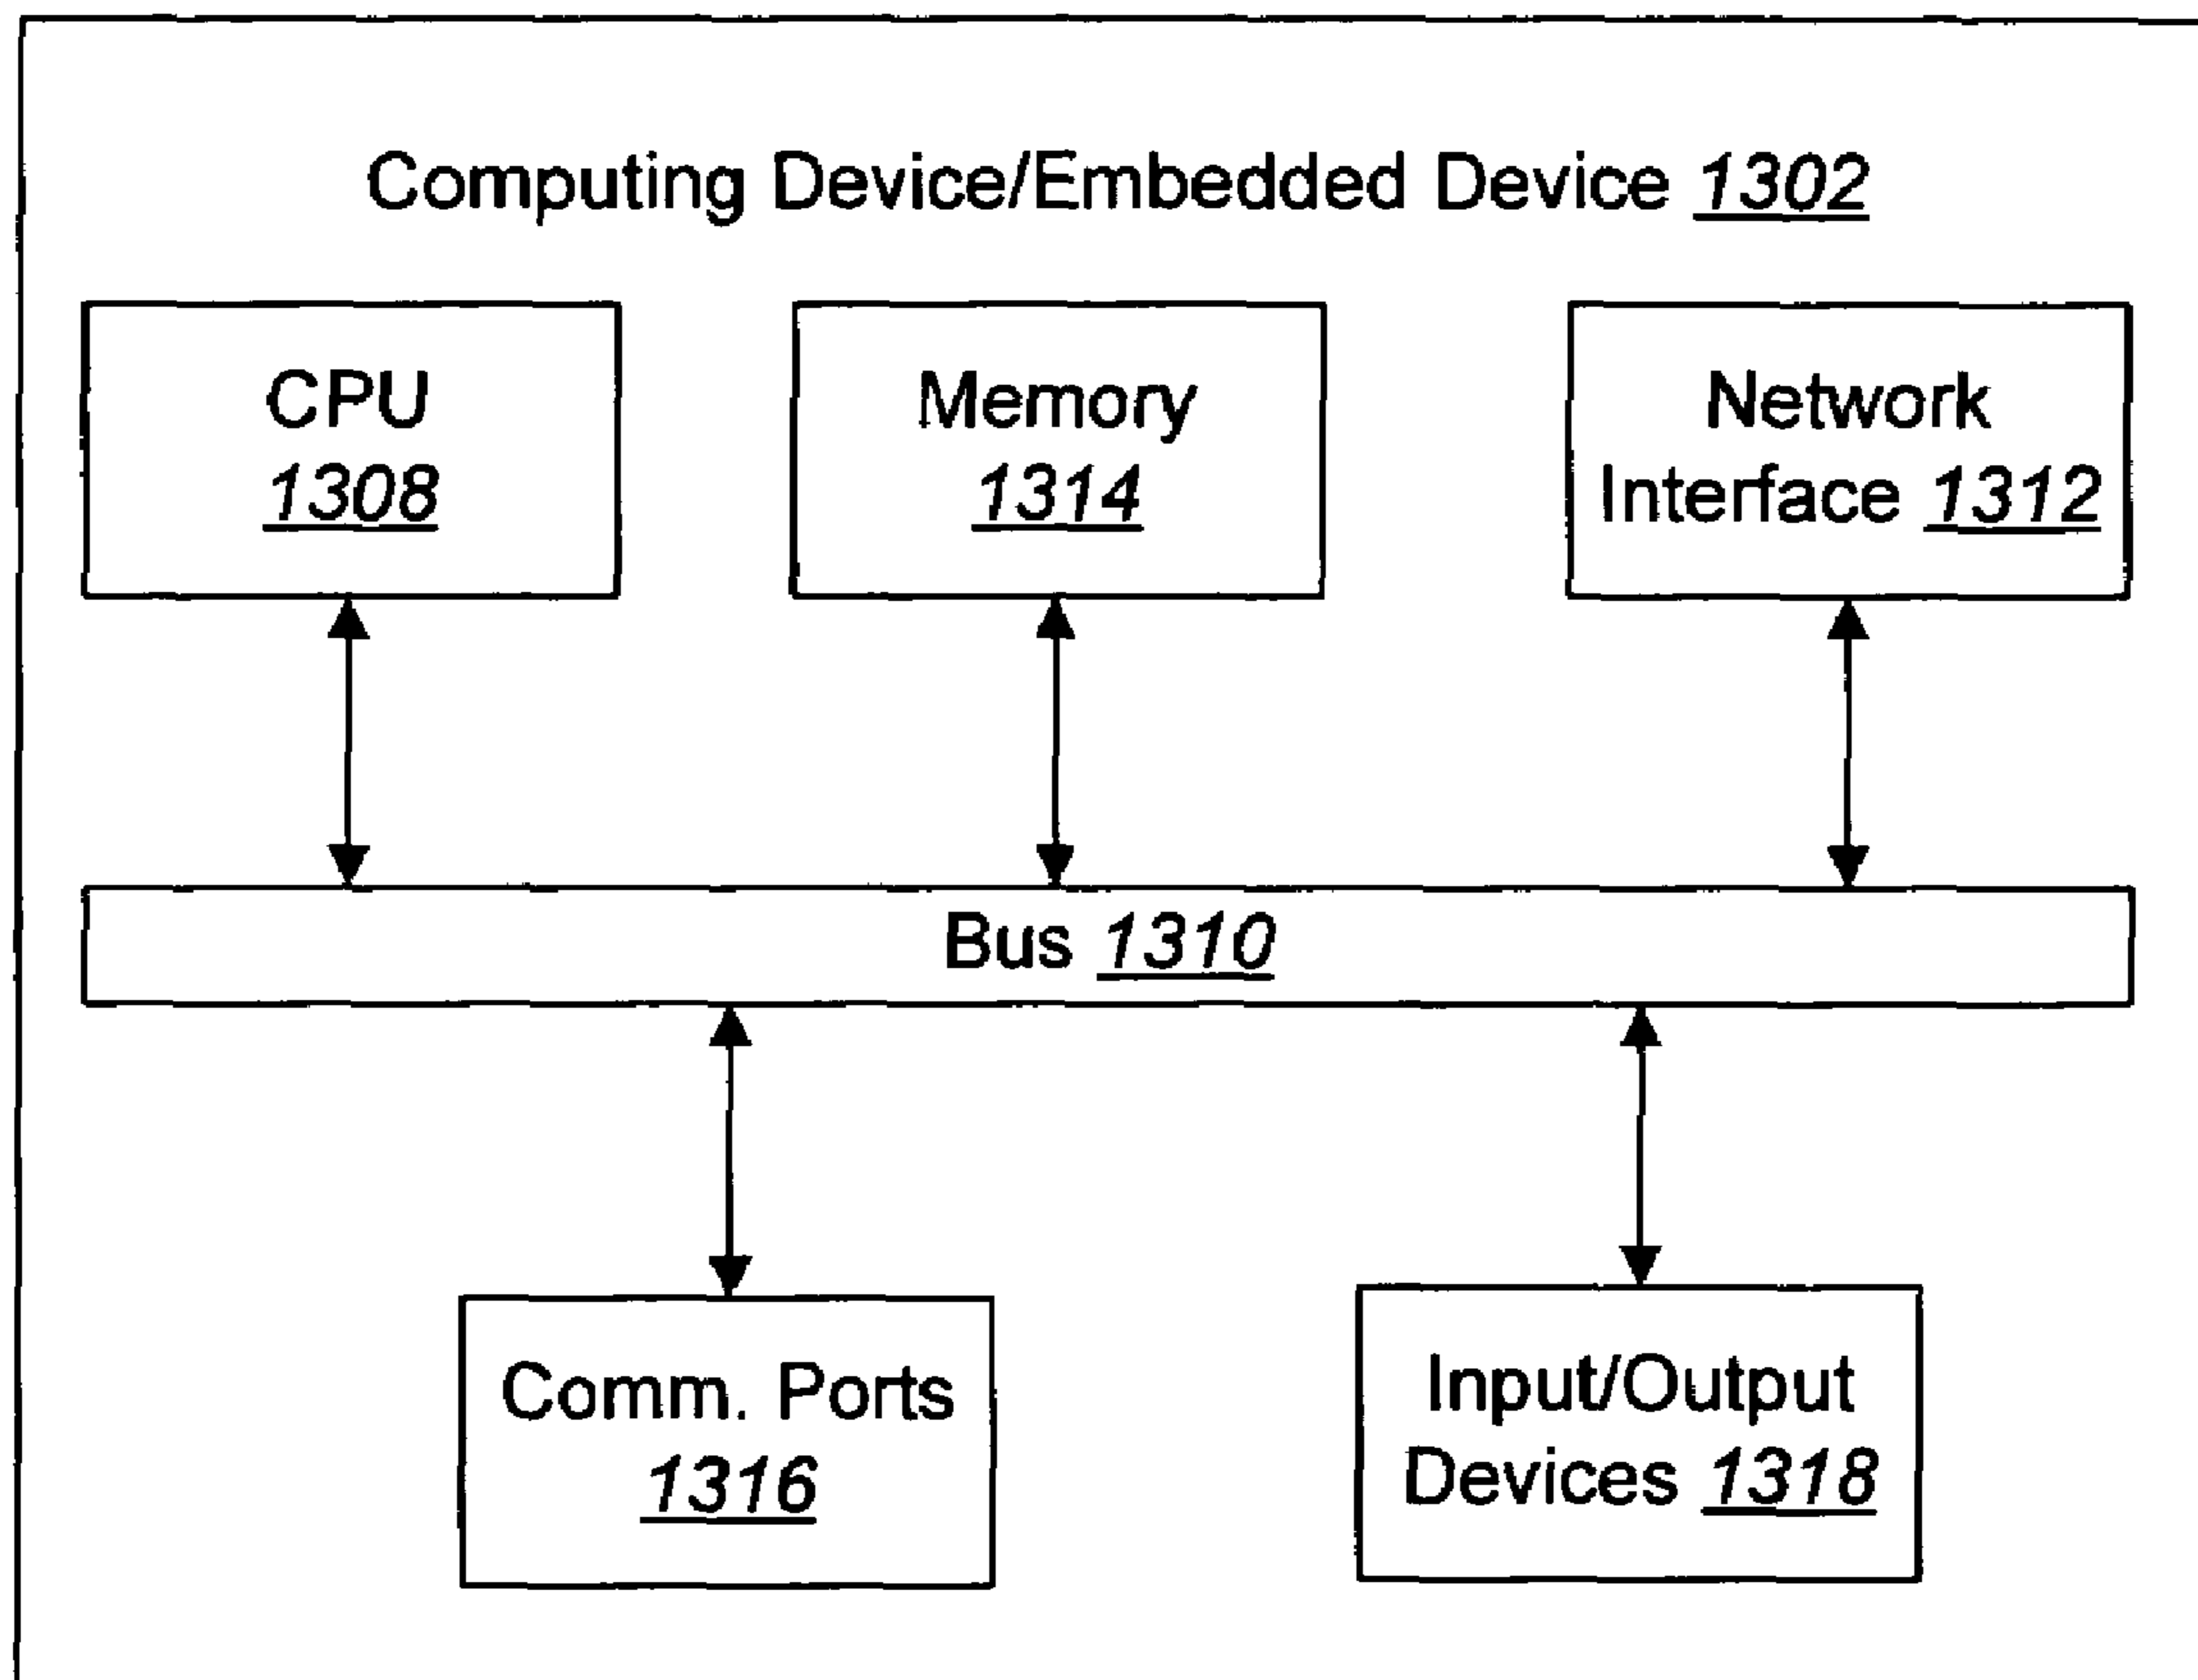 Computing Device/Embedded Device 1302
CPU
1308
Memory
1314
Network
Interface 1312
Bus 1310
Comm. Ports
1316
Input/Output
Devices 1318